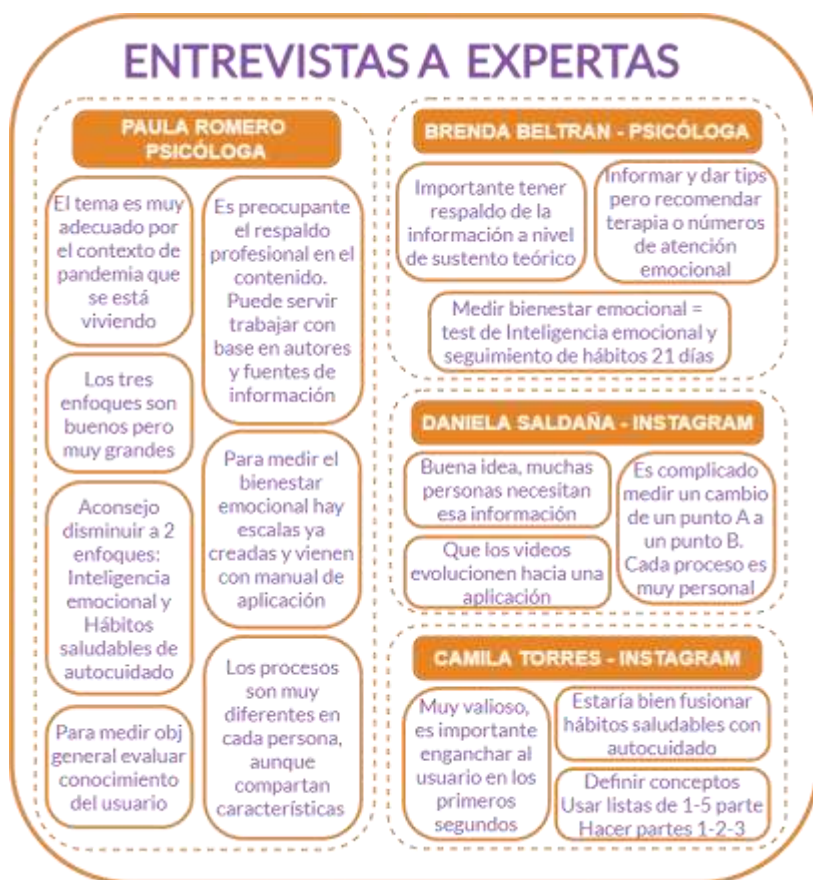 ENTREVISTAS A EXPERTAS
PAULA ROMERO
PSICÓLOGA
El tema es muy
adecuado por
el contexto de
pandemia que
se está
viviendo
Los tres
enfoques son
buenos pero
muy grandes
Aconsejo
disminuir a 2
enfoques:
Inteligencia
emocional y
Hábitos
saludables de
autocuidado
Para medir obj
general evaluar
conocimiento
del usuario
Es preocupante
el respaldo
profesional en el
contenido.
Puede servir
trabajar con
base en autores
y fuentes de
información
Para medir el
bienestar
emocional hay
escalas ya
creadas y vienen
con manual de
aplicación
Los procesos
son muy
diferentes en
cada persona,
aunque
compartan
características
BRENDA BELTRAN - PSICÓLOGA
Importante tener
respaldo de la
información a nivel
de sustento teórico
Informar y dar tips
pero recomendar
terapia o números
de atención
emocional
Medir bienestar emocional =
test de Inteligencia emocional y
seguimiento de hábitos 21 días
DANIELA SALDAÑA - INSTAGRAM
Buena idea, muchas
personas necesitan
esa información
Que los videos
evolucionen hacia una
aplicación
Es complicado
medir un cambio
de un punto A a
un punto B.
Cada proceso es
muy personal
CAMILA TORRES - INSTAGRAM
Muy valioso,
es importante
enganchar al
usuario en los
primeros
segundos
Estaría bien fusionar
hábitos saludables con
autocuidado
Definir conceptos
Usar listas de 1-5 parte
Hacer partes 1-2-3